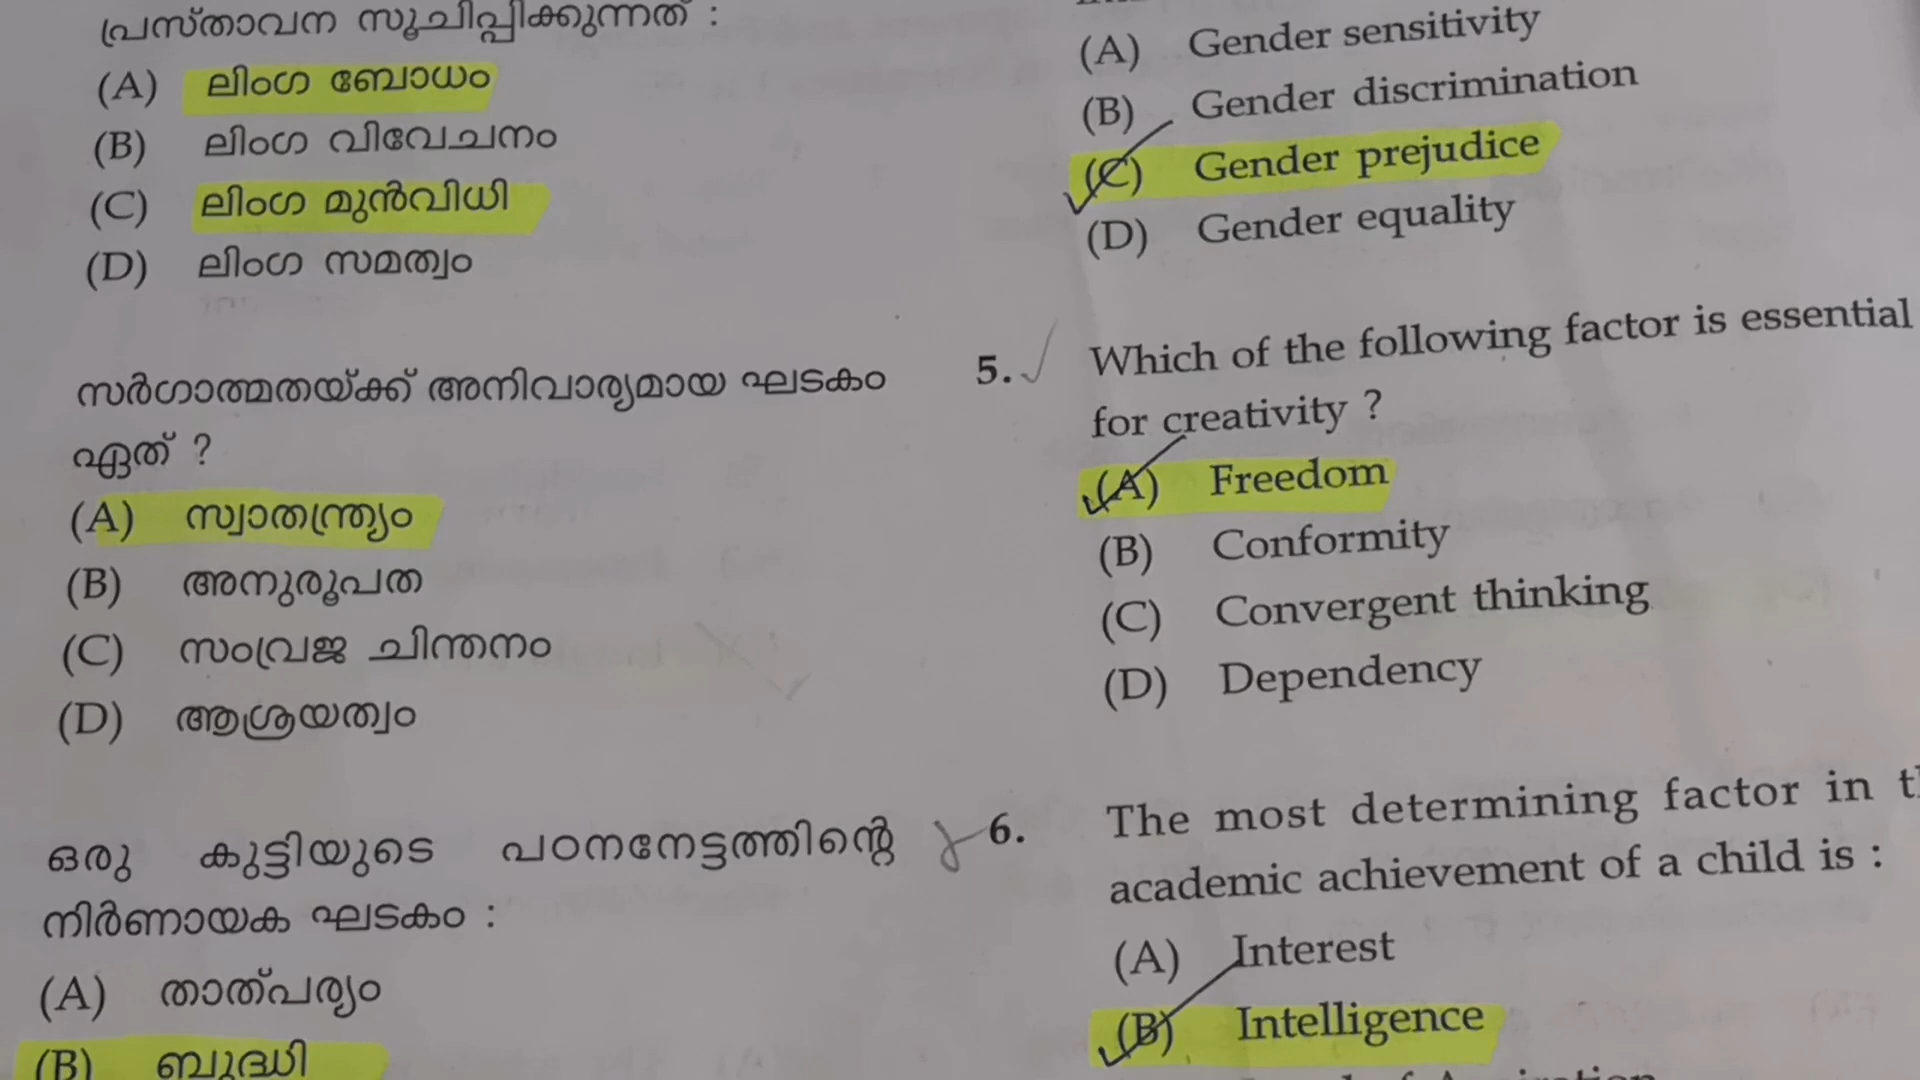 പ്രസ്താവന സൂചിപ്പിക്കുന്നത് :
(A) ലിംഗ ബോധം
(B) ലിംഗ വിവേചനം
(C) ലിംഗ മുൻവിധി
(D) ലിംഗ സമത്വം
സർഗാത്മതയ്ക്ക് അനിവാര്യമായ ഘടകം
ഏത് ?
(A) സ്വാതന്ത്ര്യം
(B) അനുരൂപത
(C) സംവ്രജ ചിന്തനം
(D) ആശ്രയത്വം
ഒരു കുട്ടിയുടെ പഠനനേട്ടത്തിന്റെ
നിർണായക ഘടകം :
(A) താത്പര്യം
(B) ബുദ്ധി
(A) Gender sensitivity
(B) Gender discrimination
(C) Gender prejudice
(D) Gender equality
5. Which of the following factor is essential
for creativity ?
(A) Freedom
(B) Conformity
(C) Convergent thinking
(D) Dependency
6. The most determining factor in
academic achievement of a child is :
(A) Interest
(B) Intelligence